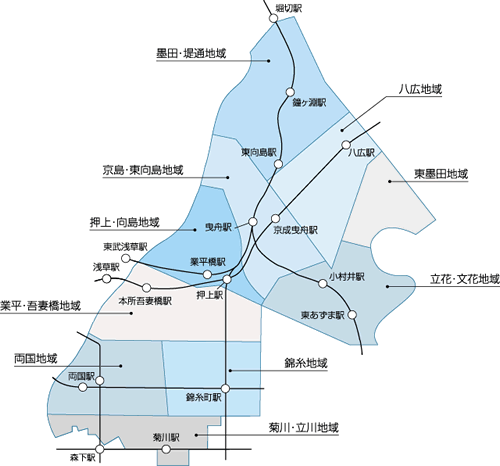 堀切駅
墨田・堤通地域
鐘ヶ淵駅
八広地域
東向島駅
八広駅
京島・東向島地域
東墨田地域
押上・向島地域
曳舟駅
京成曳舟駅
東武浅草駅
業平橋駅
浅草駅
小村井駅
立花・文花地域
本所吾妻橋駅
押上駅
業平・吾妻橋地域
東あずま駅
両国地域
錦糸地域
両国駅
錦糸町駅
菊川・立川地域
菊川駅
森下駅